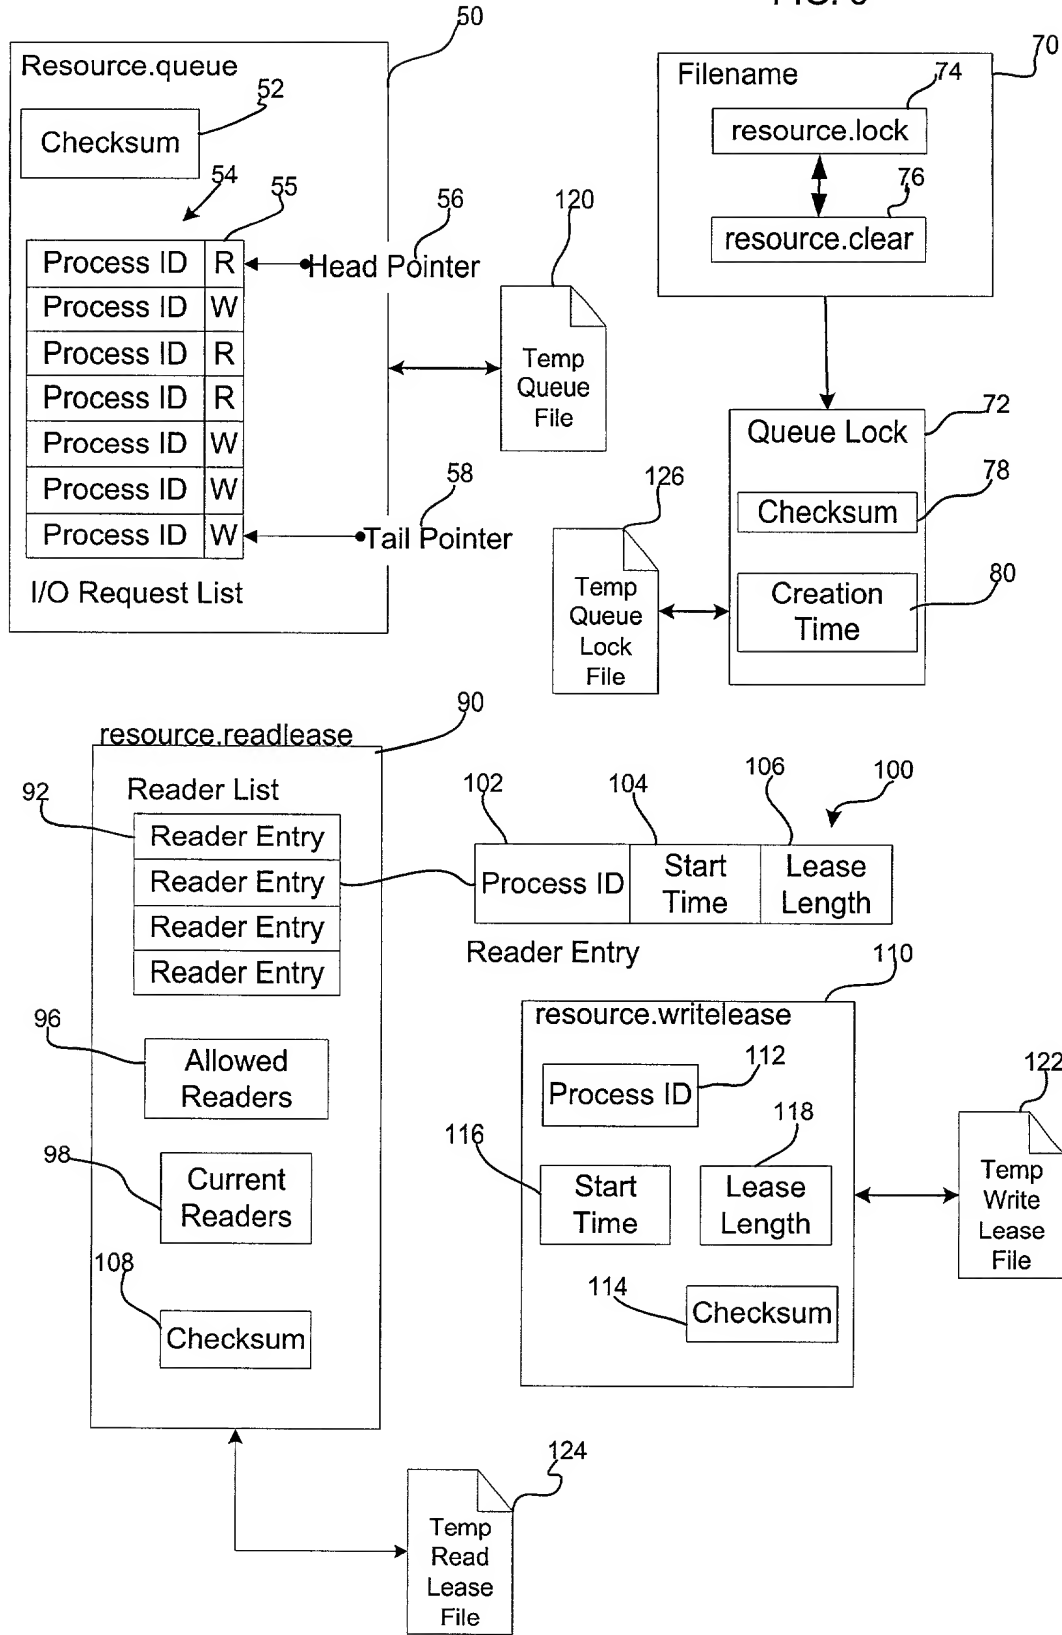 FIG. 3
50
Resource.queue
52
Checksum
54
55
56
Process ID R
Head Pointer
Process ID W
Process ID R
Process ID R
Process ID W
Process ID W
Process ID W
58
Tail Pointer
I/O Request List
120
Temp
Queue
File
70
Filename
74
resource.lock
76
resource.clear
72
Queue Lock
78
Checksum
80
Creation
Time
126
Temp
Queue
Lock
File
90
resource.readlease
Reader List
92
Reader Entry
Reader Entry
Reader Entry
Reader Entry
96
Allowed
Readers
98
Current
Readers
108
Checksum
102
104
106
100
Process ID
Start
Time
Lease
Length
Reader Entry
110
resource.writelease
112
Process ID
116
118
Start
Time
Lease
Length
114
Checksum
122
Temp
Write
Lease
File
124
Temp
Read
Lease
File